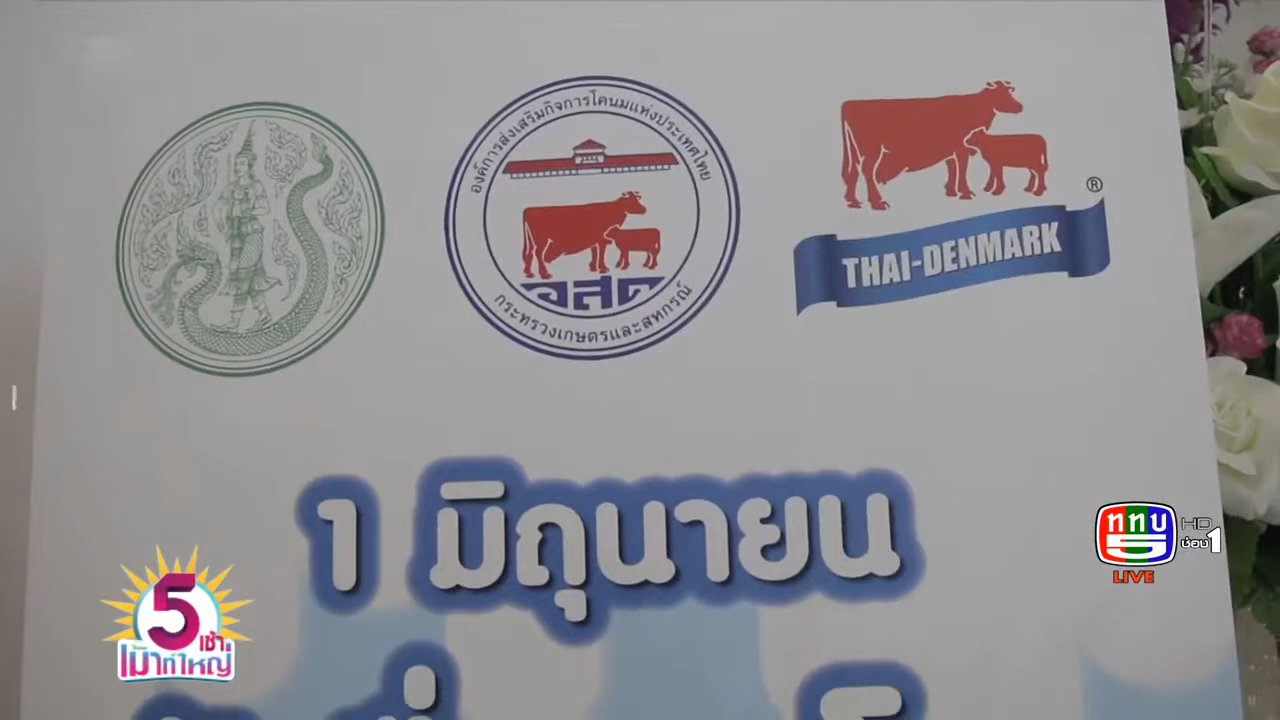 องค์การส่งเสริมกิจการโคนมแห่งประเทศไทย
อสค
กระทรวงเกษตรและสหกรณ์
®
THAI-DENMARK
1 มิถุนายน
ททบ
5
HD
ช่อง1
LIVE
5
เช้า
เม้าท์ใหญ่